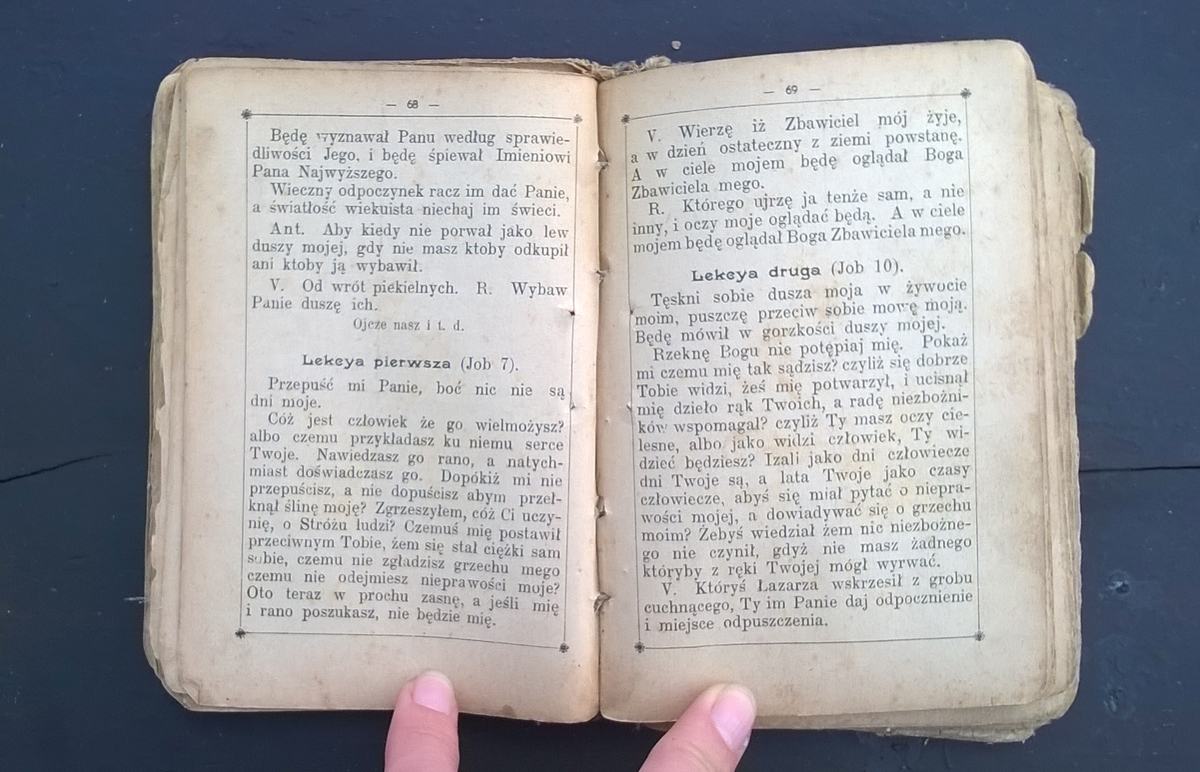 — 68 —
Będę wyznawał Panu według sprawie-
dliwości Jego, i będę śpiewał Imieniowi
Pana Najwyższego.
Wieczny odpoczynek racz im dać Panie,
a światłość wiekuista niechaj im świeci.
Ant. Aby kiedy nie porwał jako lew
duszy mojej, gdy nie masz ktoby odkupił
ani ktoby ją wybawił.
V. Od wrót piekielnych. R. Wybaw
Panie duszę ich.
Ojcze nasz i t. d.
Lekcya pierwsza (Job 7).
Przepuść mi Panie, boć nic nie są
dni moje.
Cóż jest człowiek że go wielmożysz?
albo czemu przykładasz ku niemu serce
Twoje. Nawiedzasz go rano, a natych-
miast doświadczasz go. Dopókiż mi nie
przepuścisz, a nie dopuścisz abym przeł-
knął ślinę moję? Zgrzeszyłem, cóż Ci uczy-
nię, o Stróżu ludzi? Czemuś mię postawił
przeciwnym Tobie, żem się stał ciężki sam
sobie, czemu nie zgładzisz grzechu mego
czemu nie odejmiesz nieprawości moje?
Oto teraz w prochu zasnę, a jeśli mię
i rano poszukasz, nie będzie mię.
— 69 —
V. Wierzę iż Zbawiciel mój żyje,
a w dzień ostateczny z ziemi powstanę.
A w ciele mojem będę oglądał Boga
Zbawiciela mego.
R. Którego ujrzę ja tenże sam, a nie
inny, i oczy moje oglądać będą. A w ciele
mojem będę oglądał Boga Zbawiciela mego.
Lekcya druga (Job 10).
Tęskni sobie dusza moja w żywocie
moim, puszczę przeciw sobie mowę moją.
Będę mówił w gorzkości duszy mojej.
Rzeknę Bogu nie potępiaj mię. Pokaż
mi czemu mię tak sądzisz? czyliż się dobrze
Tobie widzi, żeś mię potwarzył, i ucisnął
mię dzieło rąk Twoich, a radę niezbożni-
ków wspomagał? czyliż Ty masz oczy cie-
lesne, albo jako widzi człowiek, Ty wi-
dzieć będziesz? Izali jako dni człowiecze
dni Twoje są, a lata Twoje jako czasy
człowiecze, abyś się miał pytać o niepra-
wości mojej, a dowiadywać się o grzechu
moim? Żebyś wiedział żem nic niezbożne-
go nie czynił, gdyż nie masz żadnego
któryby z ręki Twojej mógł wyrwać.
V. Któryś Łazarza wskrzesił z grobu
cuchnącego, Ty im Panie daj odpocznienie
i miejsce odpuszczenia.